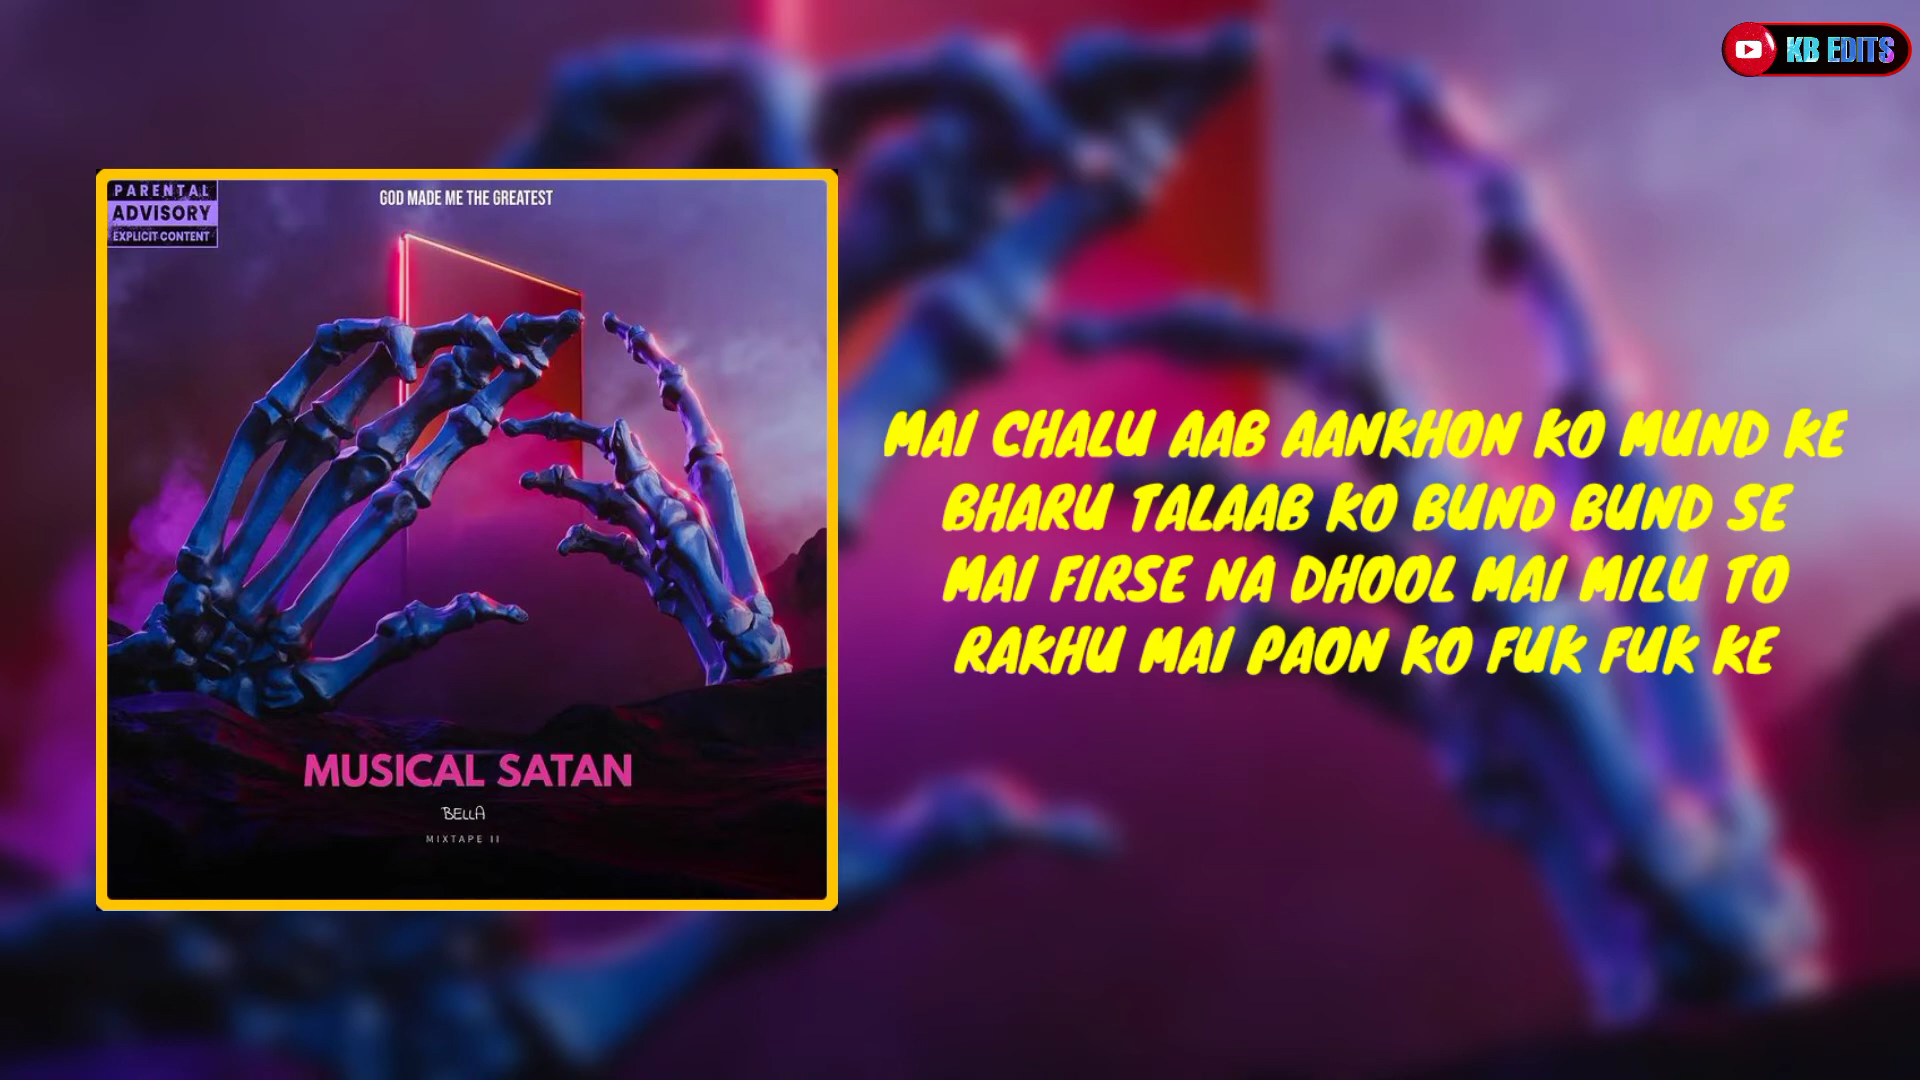 KB EDITS
PARENTAL
ADVISORY
EXPLICIT CONTENT
GOD MADE ME THE GREATEST
MAI CHALU AAB AANKHON KO MUND KE
BHARU TALAAB KO BUND BUND SE
MAI FIRSE NA DHOOL MAI MILU TO
RAKHU MAI PAON KO FUK FUK KE
MUSICAL SATAN
BELLA
MIXTAPE II